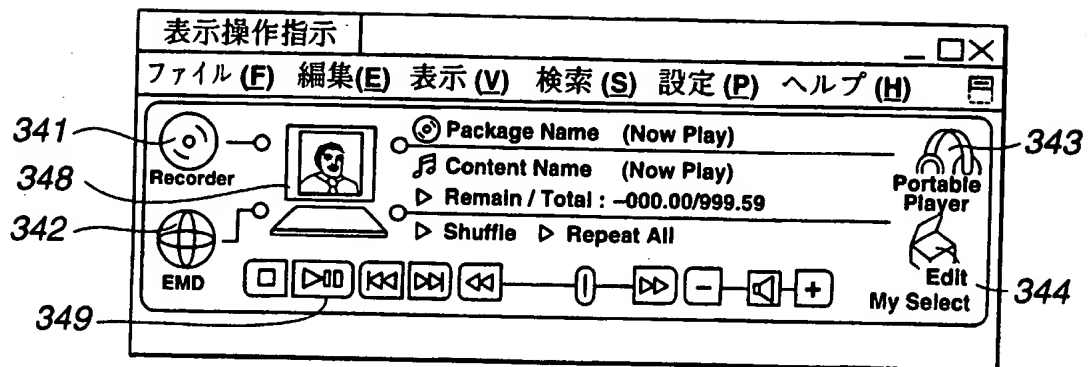 表示操作指示
ファイル (F) 編集(E) 表示 (V) 検索 (S) 設定 (P) ヘルプ (H)
341
Recorder
348
342
EMD
349
Package Name (Now Play)
Content Name (Now Play)
Remain / Total : –000.00/999.59
Shuffle Repeat All
343
Portable
Player
Edit
My Select
344